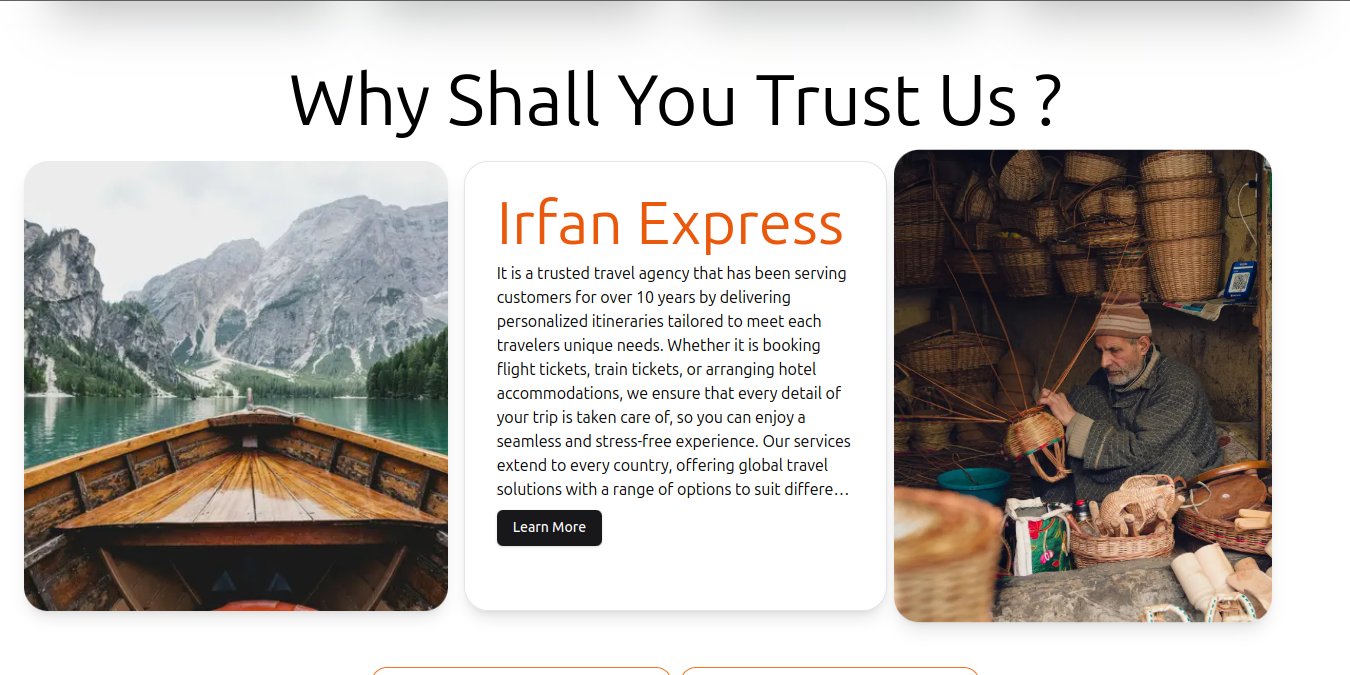 Why Shall You Trust Us ?
Irfan Express
It is a trusted travel agency that has been serving
customers for over 10 years by delivering
personalized itineraries tailored to meet each
travelers unique needs. Whether it is booking
flight tickets, train tickets, or arranging hotel
accommodations, we ensure that every detail of
your trip is taken care of, so you can enjoy a
seamless and stress-free experience. Our services
extend to every country, offering global travel
solutions with a range of options to suit differe…
Learn More